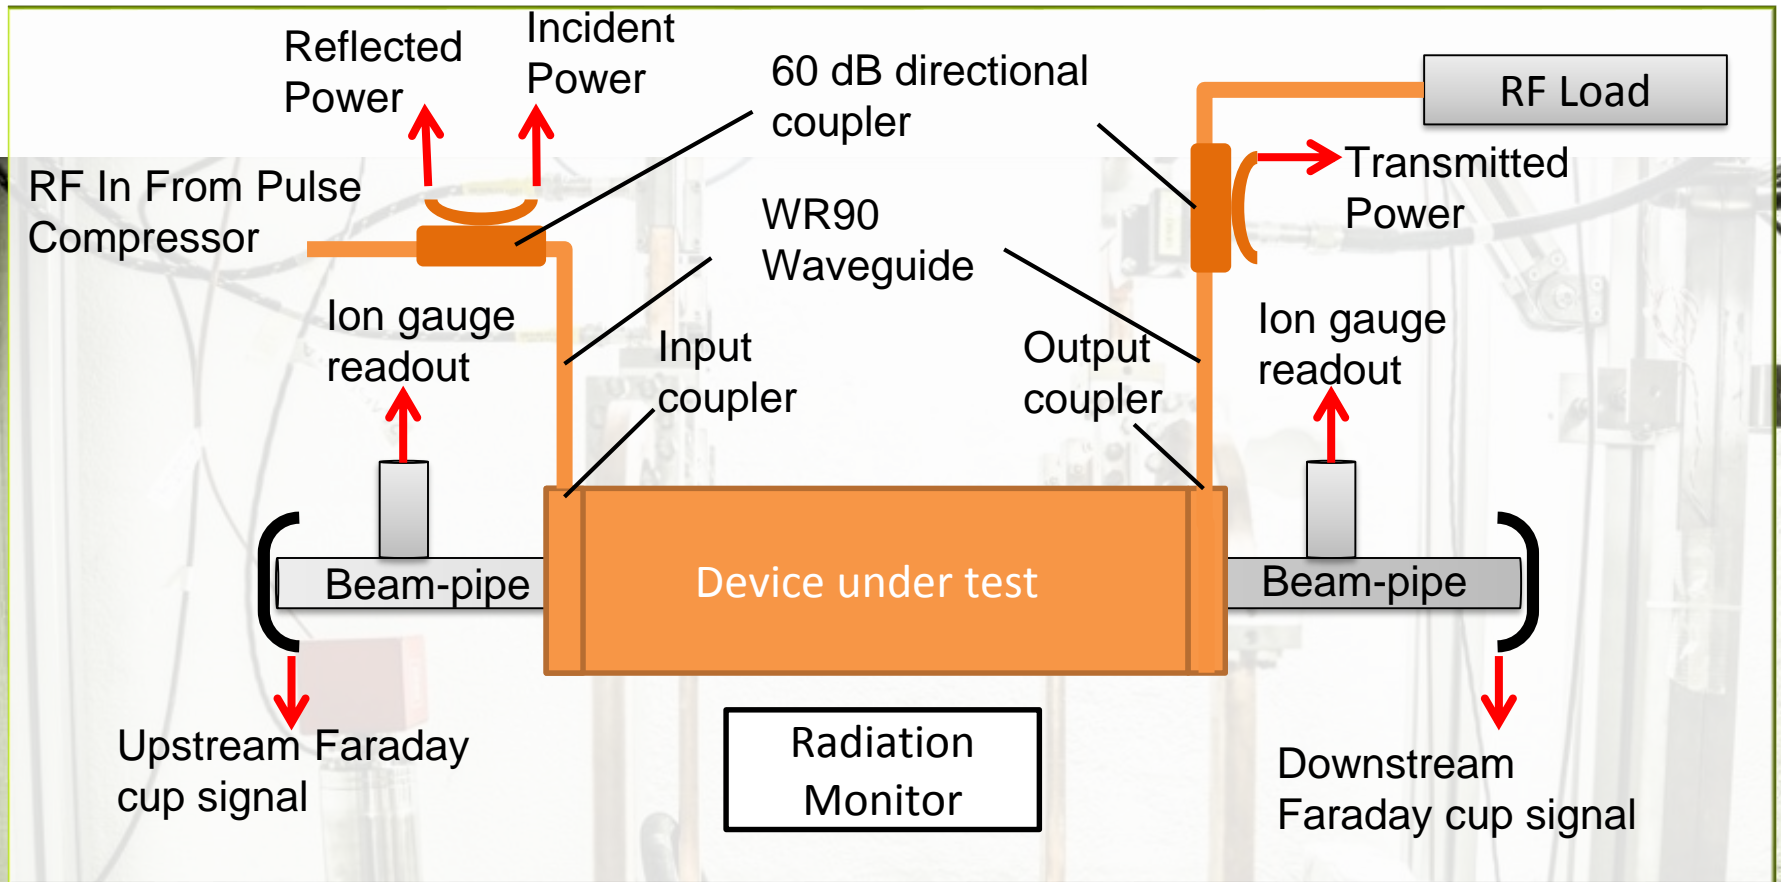 Reflected
Power
Incident
Power
60 dB directional
coupler
RF Load
RF In From Pulse
Compressor
WR90
Waveguide
Transmitted
Power
Ion gauge
readout
Input
coupler
Output
coupler
Ion gauge
readout
Beam-pipe
Device under test
Beam-pipe
Upstream Faraday
cup signal
Radiation
Monitor
Downstream
Faraday cup signal